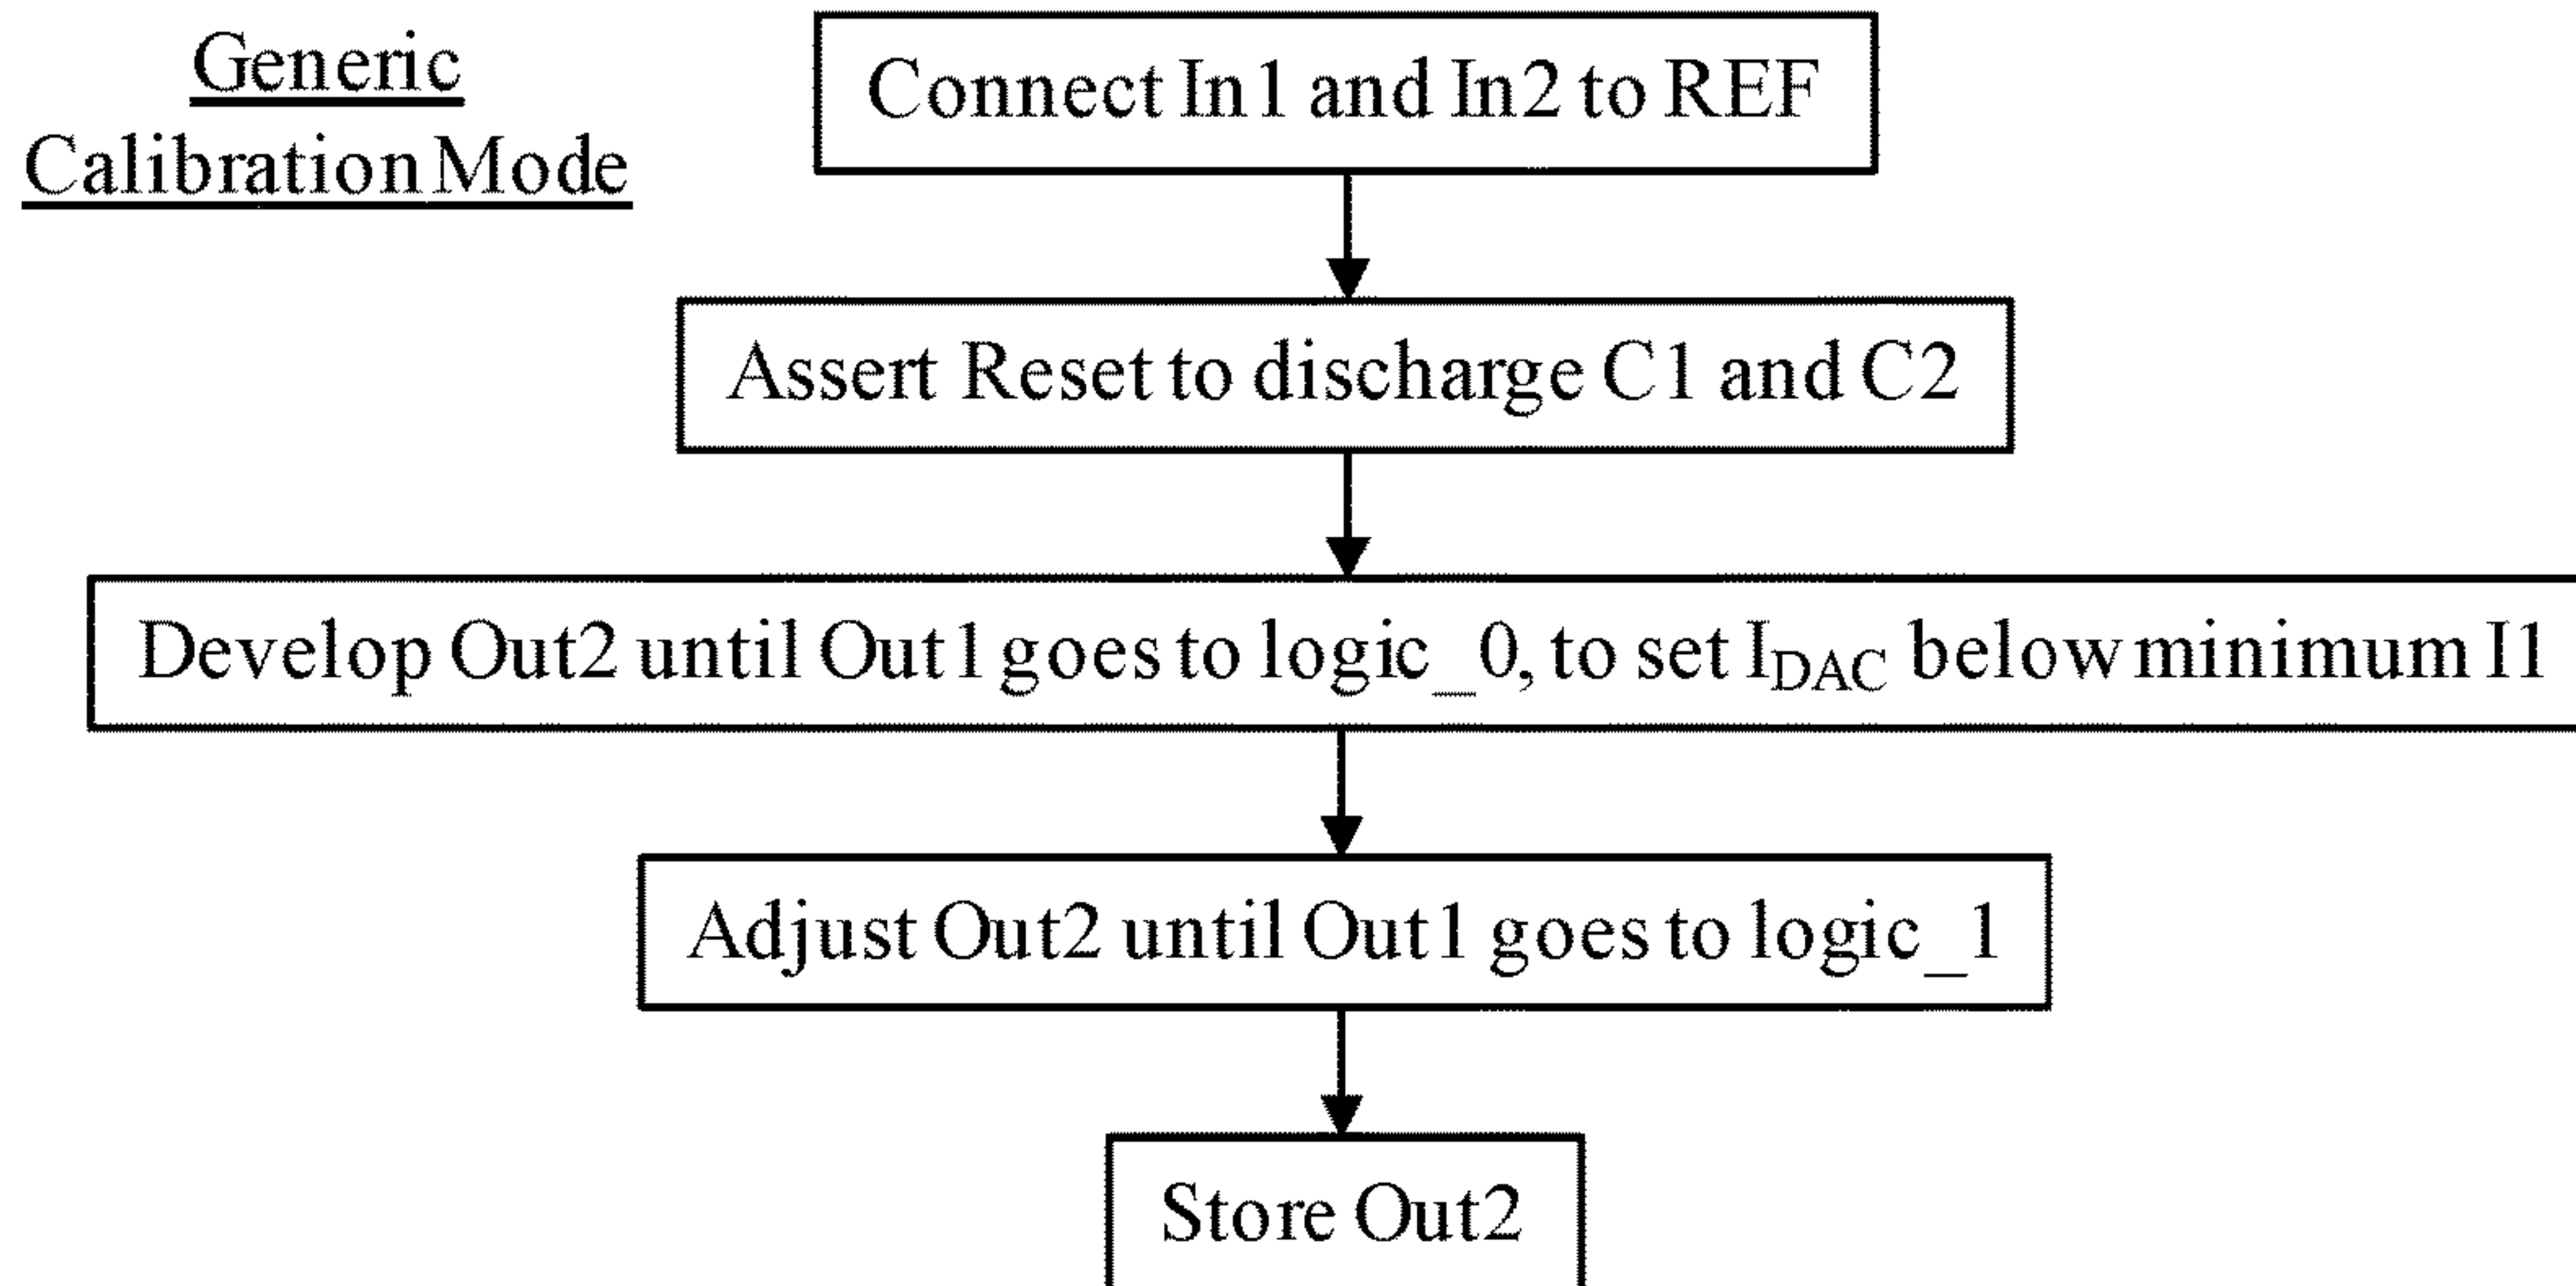 Generic
Calibration Mode
Connect In1 and In2 to REF
Assert Reset to discharge C1 and C2
Develop Out2 until Out1 goes to logic_0, to set I_DAC below minimum I1
Adjust Out2 until Out1 goes to logic_1
Store Out2